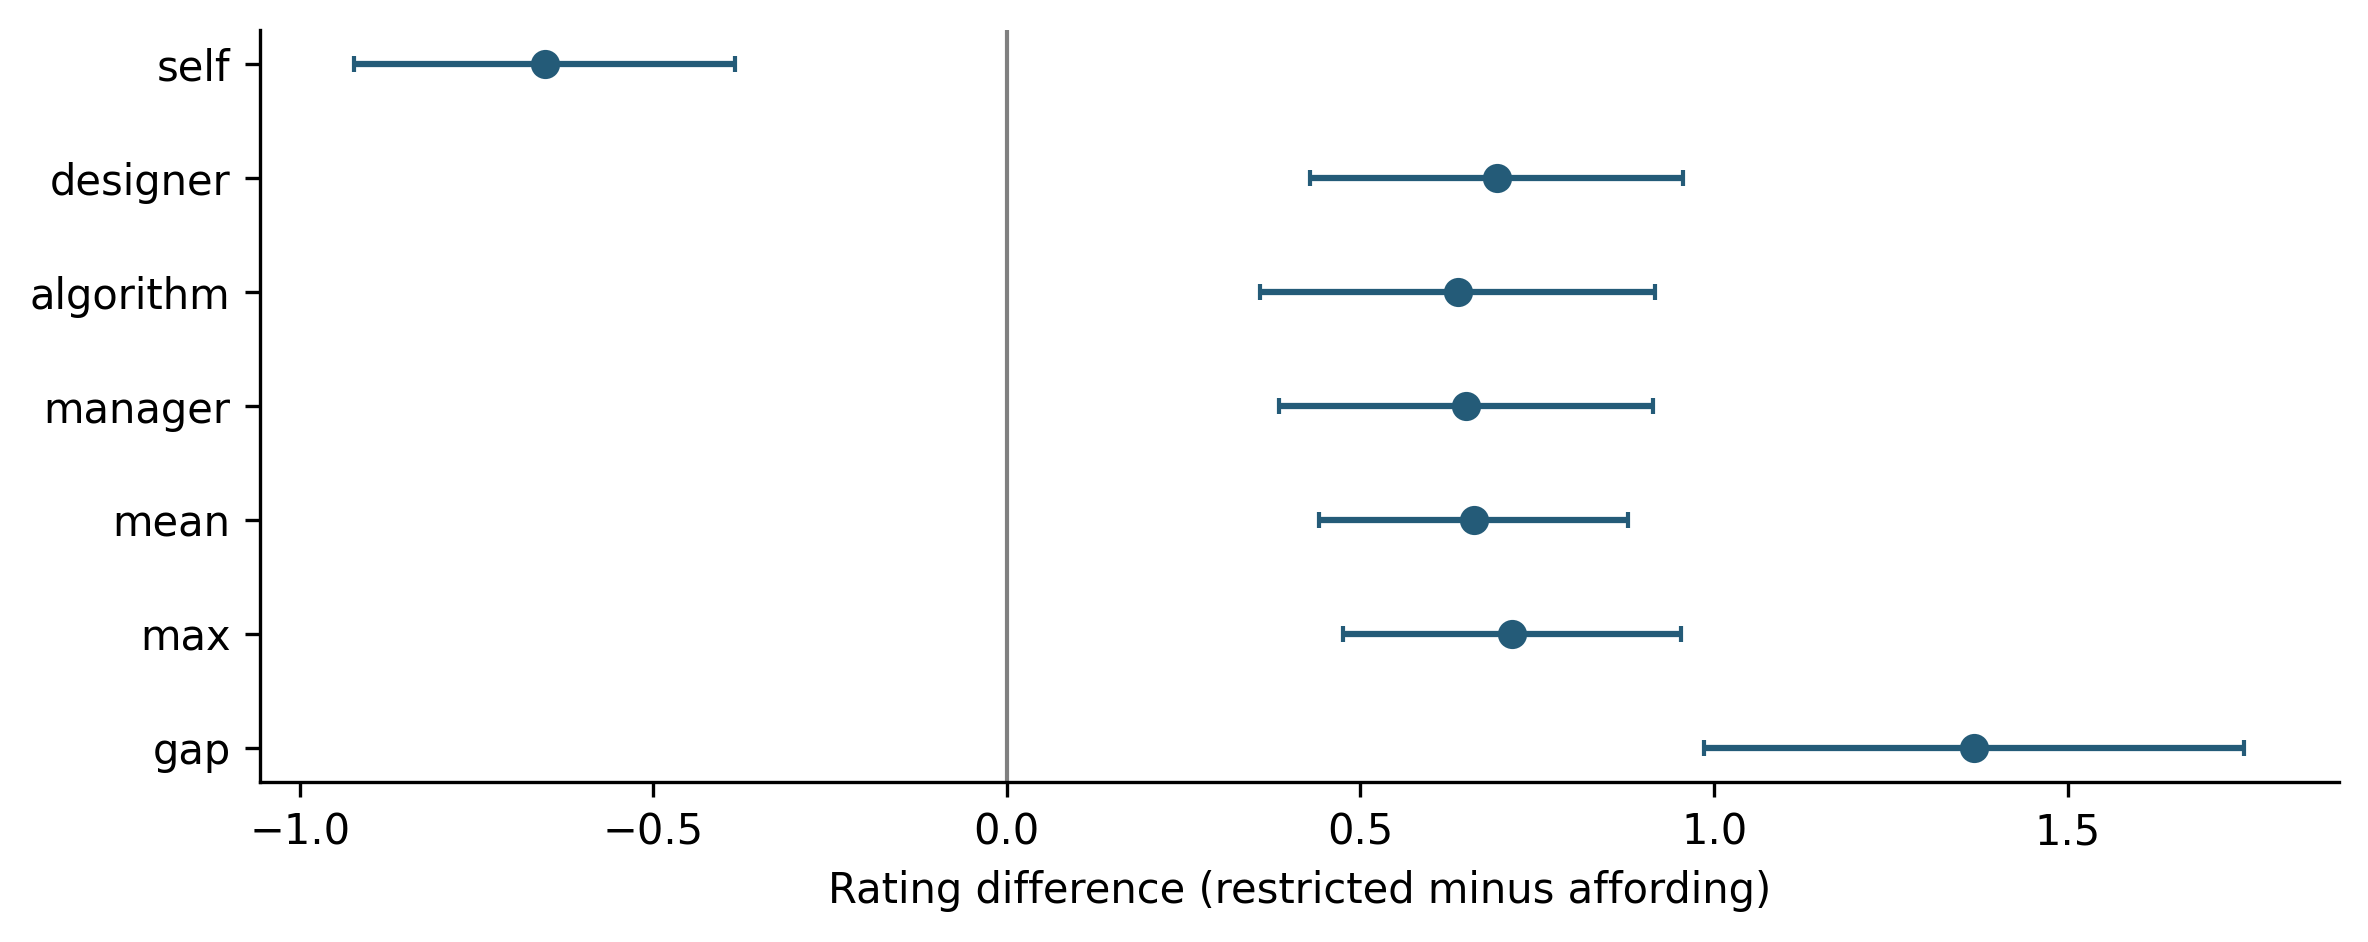 self
designer
algorithm
manager
mean
max
gap
−1.0 −0.5 0.0 0.5 1.0 1.5
Rating difference (restricted minus affording)